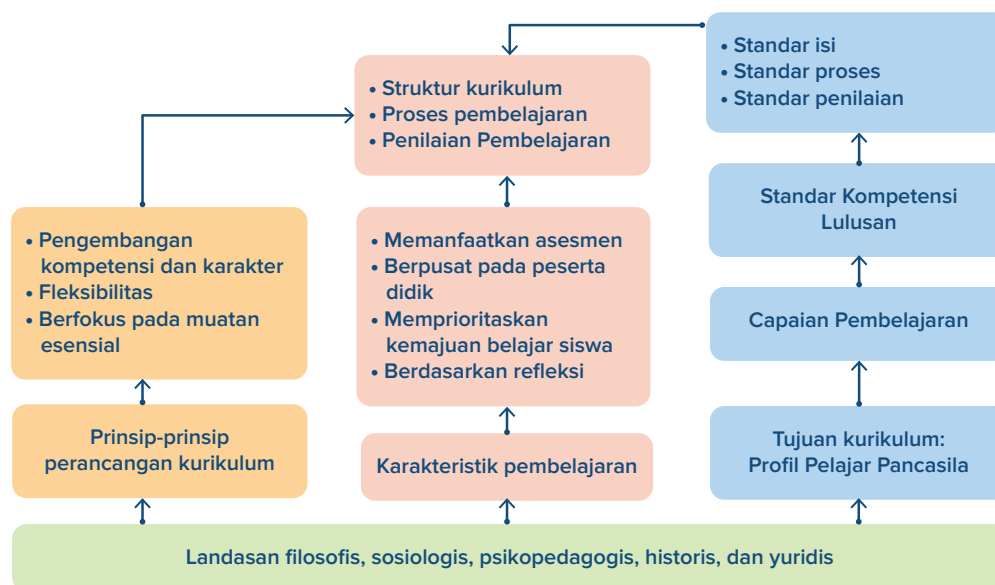 • Standar isi
• Standar proses
• Standar penilaian
• Struktur kurikulum
• Proses pembelajaran
• Penilaian Pembelajaran
Standar Kompetensi
Lulusan
• Pengembangan
kompetensi dan karakter
• Fleksibilitas
• Berfokus pada muatan
esensial
• Memanfaatkan asesmen
• Berpusat pada peserta
didik
• Memprioritaskan
kemajuan belajar siswa
• Berdasarkan refleksi
Capaian Pembelajaran
Prinsip-prinsip
perancangan kurikulum
Karakteristik pembelajaran
Tujuan kurikulum:
Profil Pelajar Pancasila
Landasan filosofis, sosiologis, psikopedagogis, historis, dan yuridis